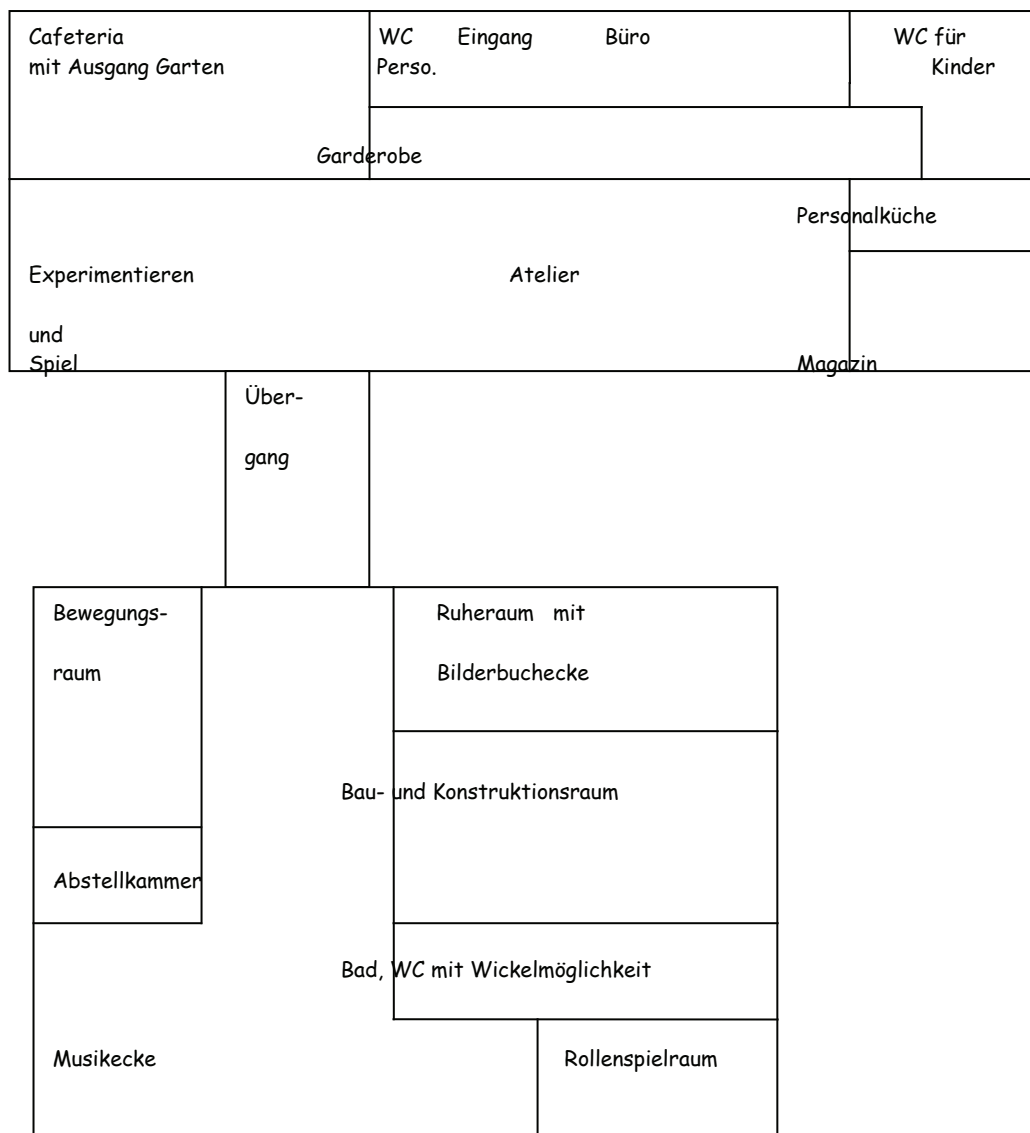 Cafeteria WC Eingang Büro WC für
mit Ausgang Garten Perso. Kinder
Garderobe
Personalküche
Experimentieren Atelier
und
Spiel Magazin
Über-
gang
Bewegungs- Ruheraum mit
raum Bilderbuchecke
Bau- und Konstruktionsraum
Abstellkammer
Bad, WC mit Wickelmöglichkeit
Musikecke Rollenspielraum